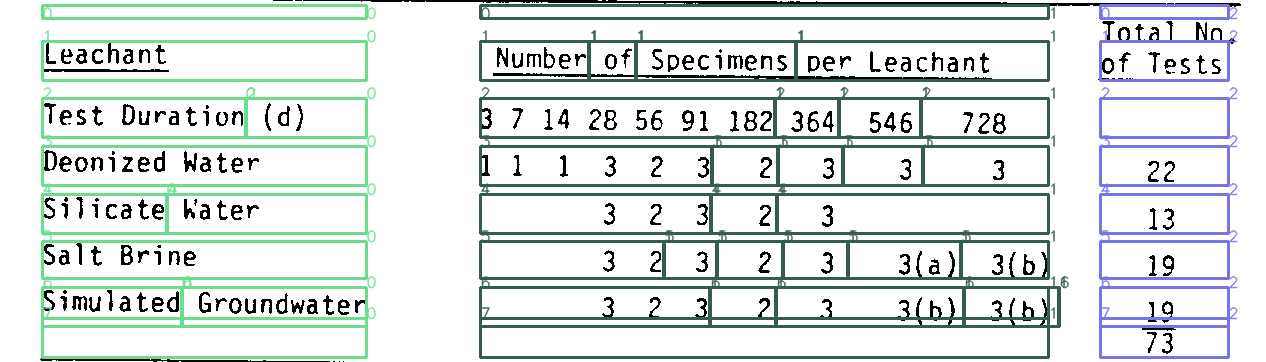 Total No.
Leachant Number of Specimens per Leachant of Tests
Test Duration (d) 3 7 14 28 56 91 182 364 546 728
Deonized Water 1 1 1 3 2 3 2 3 3 3 22
Silicate Water 3 2 3 2 3 13
Salt Brine 3 2 3 2 3 3(a) 3(b) 19
Simulated Groundwater 3 2 3 2 3 3(b) 3(b) 19
73